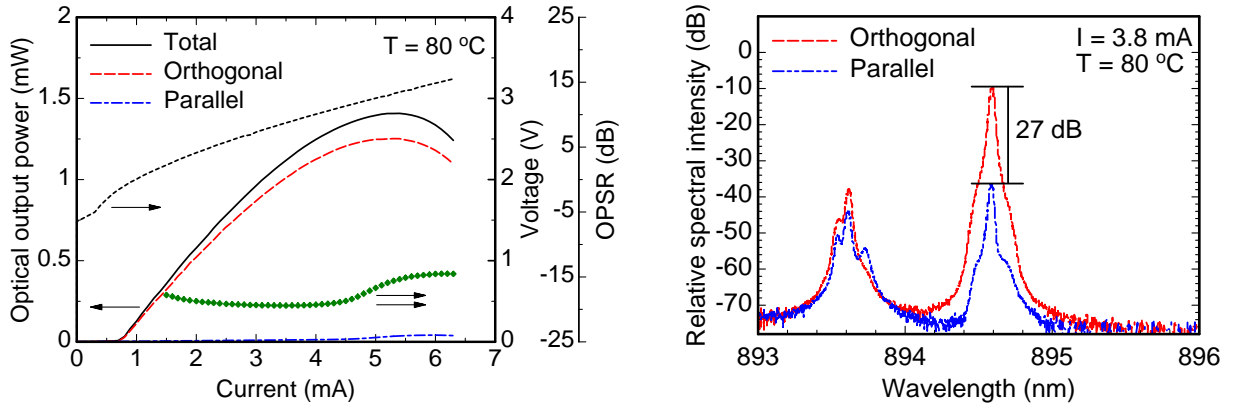 Optical output power (mW)
2
1.5
1
0.5
0
Total
Orthogonal
Parallel
T = 80 °C
4
3
2
1
0
Voltage (V)
25
15
5
-5
-15
-25
OPSR (dB)
0 1 2 3 4 5 6 7
Current (mA)
Relative spectral intensity (dB)
0
-10
-20
-30
-40
-50
-60
-70
Orthogonal
Parallel
I = 3.8 mA
T = 80 °C
27 dB
893 894 895 896
Wavelength (nm)